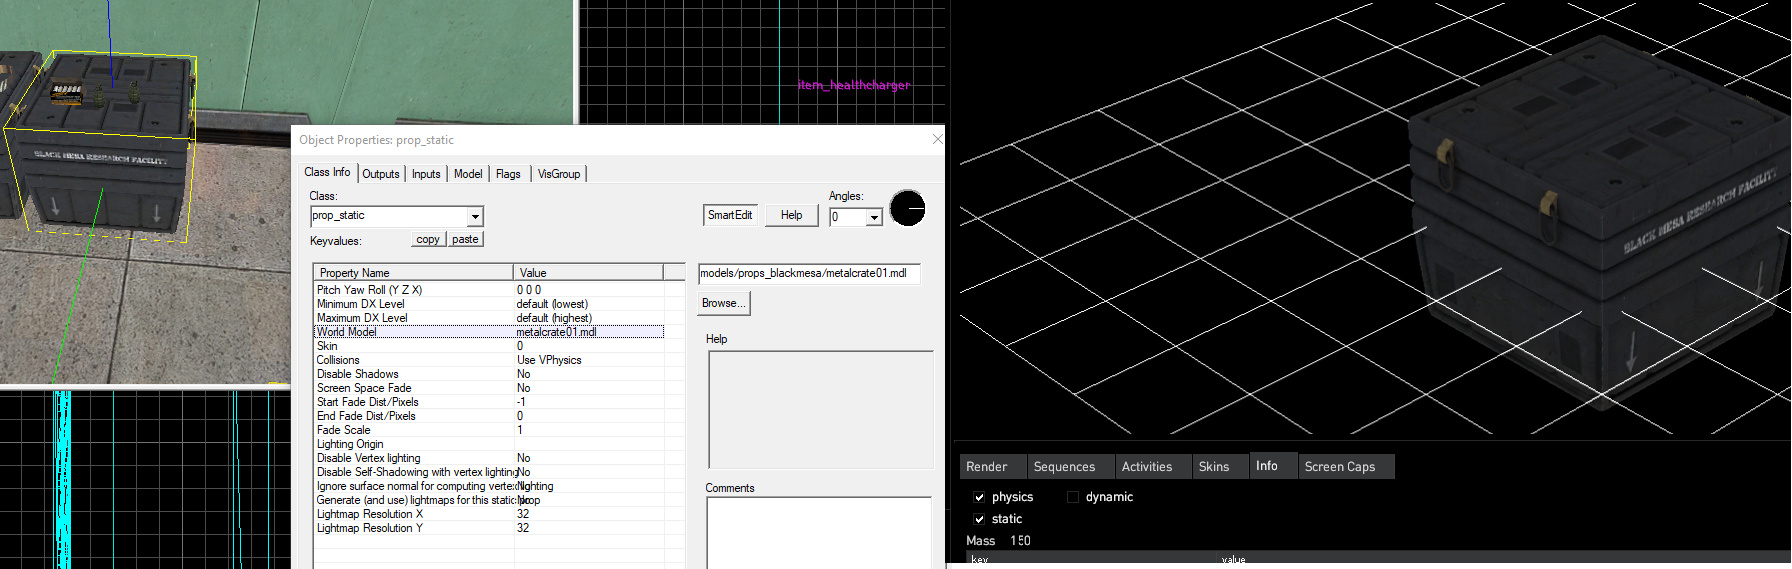 BLACK MESA RESEARCH FACILITY
item_healthcharger
Object Properties: prop_static
Class Info
Outputs
Inputs
Model
Flags
VisGroup
Class:
prop_static
SmartEdit
Help
Angles:
0
Keyvalues:
copy
paste
Property Name Value
Pitch Yaw Roll (Y Z X) 0 0 0
Minimum DX Level default (lowest)
Maximum DX Level default (highest)
World Model metalcrate01.mdl
Skin 0
Collisions Use VPhysics
Disable Shadows No
Screen Space Fade No
Start Fade Dist/Pixels -1
End Fade Dist/Pixels 0
Fade Scale 1
Lighting Origin
Disable Vertex lighting No
Disable Self-Shadowing with vertex lighting No
Ignore surface normal for computing vertex lighting No
Generate (and use) lightmaps for this static prop No
Lightmap Resolution X 32
Lightmap Resolution Y 32
models/props_blackmesa/metalcrate01.mdl
Browse...
Help
Comments
BLACK MESA RESEARCH FACILITY
Render
Sequences
Activities
Skins
Info
Screen Caps
physics
dynamic
static
Mass 150
key value